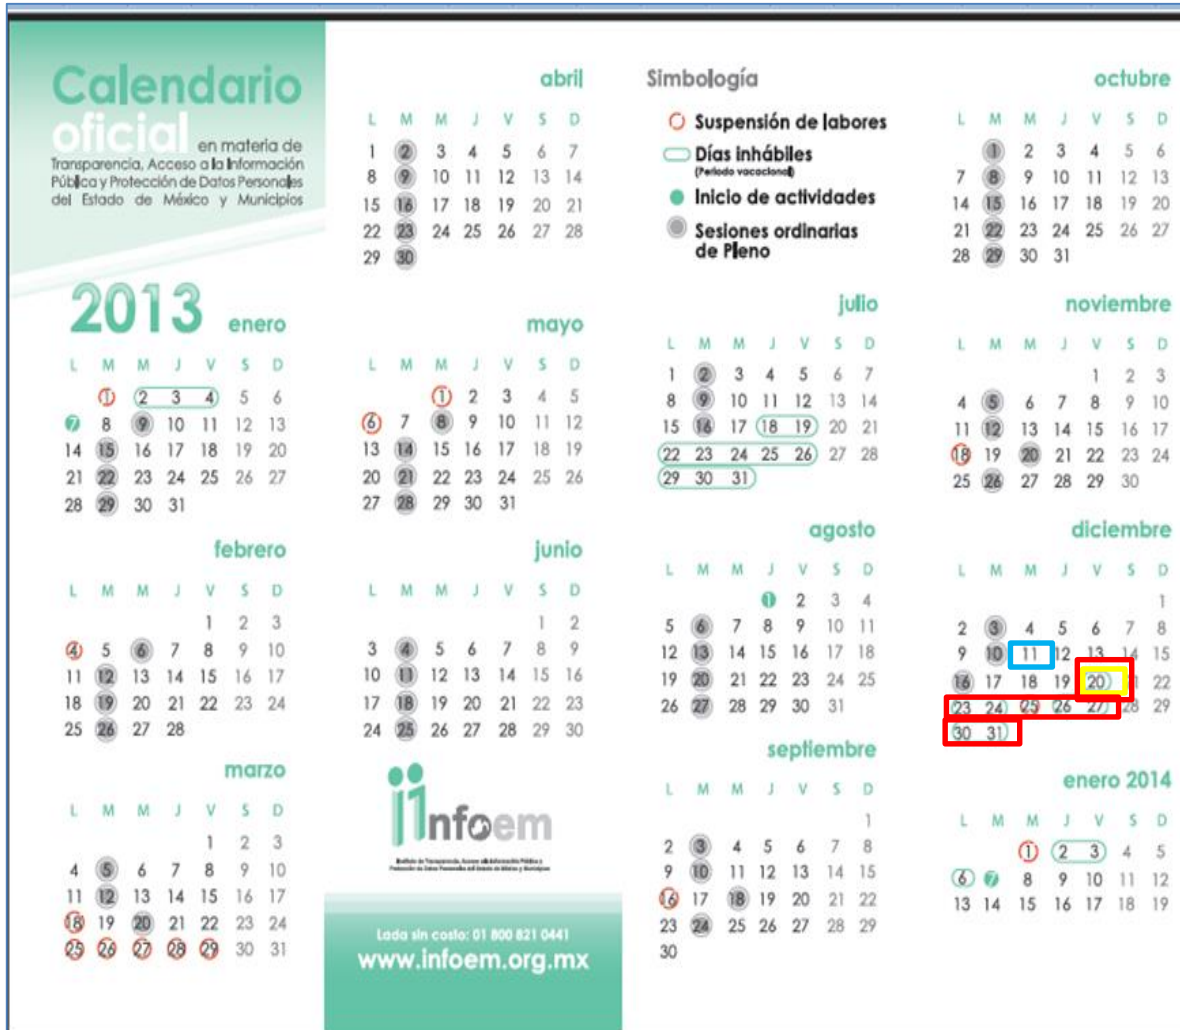 Calendario
oficial en materia de
Transparencia, Acceso a la Información
Pública y Protección de Datos Personales
del Estado de México y Municipios
2013 enero
L M M J V S D
1 2 3 4 5 6
7 8 9 10 11 12 13
14 15 16 17 18 19 20
21 22 23 24 25 26 27
28 29 30 31
febrero
L M M J V S D
1 2 3
4 5 6 7 8 9 10
11 12 13 14 15 16 17
18 19 20 21 22 23 24
25 26 27 28
marzo
L M M J V S D
1 2 3
4 5 6 7 8 9 10
11 12 13 14 15 16 17
18 19 20 21 22 23 24
25 26 27 28 29 30 31
abril
L M M J V S D
1 2 3 4 5 6 7
8 9 10 11 12 13 14
15 16 17 18 19 20 21
22 23 24 25 26 27 28
29 30
mayo
L M M J V S D
1 2 3 4 5
6 7 8 9 10 11 12
13 14 15 16 17 18 19
20 21 22 23 24 25 26
27 28 29 30 31
junio
L M M J V S D
1 2
3 4 5 6 7 8 9
10 11 12 13 14 15 16
17 18 19 20 21 22 23
24 25 26 27 28 29 30
infoem
Instituto de Transparencia, Acceso a la Información Pública y
Protección de Datos Personales del Estado de México y Municipios
Lada sin costo: 01 800 821 0441
www.infoem.org.mx
Simbología
Suspensión de labores
Días inhábiles
(Periodo vacacional)
Inicio de actividades
Sesiones ordinarias
de Pleno
julio
L M M J V S D
1 2 3 4 5 6 7
8 9 10 11 12 13 14
15 16 17 18 19 20 21
22 23 24 25 26 27 28
29 30 31
agosto
L M M J V S D
1 2 3 4
5 6 7 8 9 10 11
12 13 14 15 16 17 18
19 20 21 22 23 24 25
26 27 28 29 30 31
septiembre
L M M J V S D
1
2 3 4 5 6 7 8
9 10 11 12 13 14 15
16 17 18 19 20 21 22
23 24 25 26 27 28 29
30
octubre
L M M J V S D
1 2 3 4 5 6
7 8 9 10 11 12 13
14 15 16 17 18 19 20
21 22 23 24 25 26 27
28 29 30 31
noviembre
L M M J V S D
1 2 3
4 5 6 7 8 9 10
11 12 13 14 15 16 17
18 19 20 21 22 23 24
25 26 27 28 29 30
diciembre
L M M J V S D
1
2 3 4 5 6 7 8
9 10 11 12 13 14 15
16 17 18 19 20 21 22
23 24 25 26 27 28 29
30 31
enero 2014
L M M J V S D
1 2 3 4 5
6 7 8 9 10 11 12
13 14 15 16 17 18 19